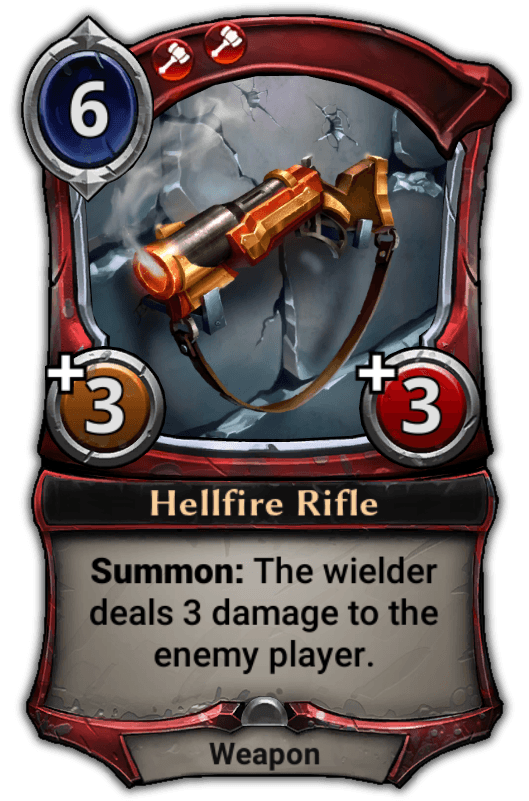 6
+3
+3
Hellfire Rifle
Summon: The wielder
deals 3 damage to the
enemy player.
Weapon